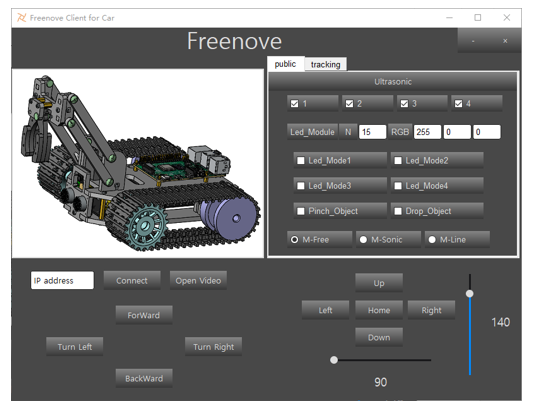 Freenove Client for Car
Freenove
public tracking
Ultrasonic
1 2 3 4
Led_Module N 15 RGB 255 0 0
Led_Mode1 Led_Mode2
Led_Mode3 Led_Mode4
Pinch_Object Drop_Object
M-Free M-Sonic M-Line
IP address Connect Open Video
ForWard
Turn Left Turn Right
BackWard
Up
Left Home Right
Down
140
90